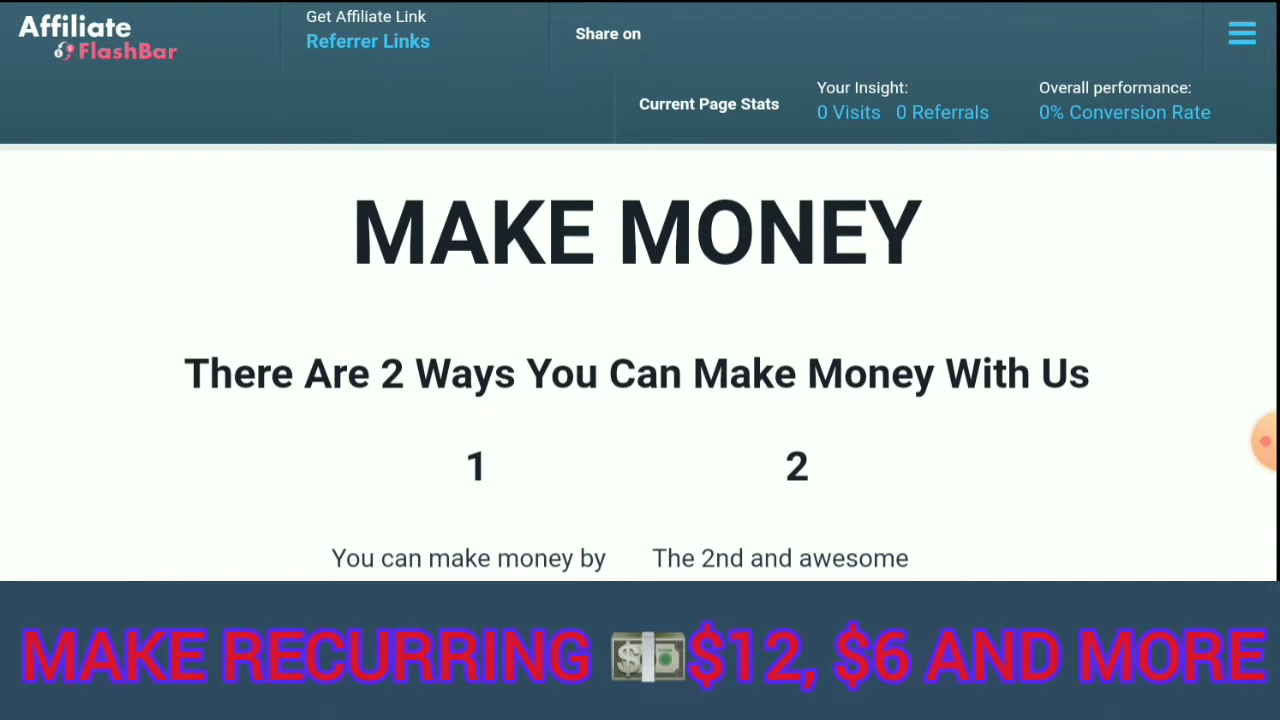 Affiliate
FlashBar
Get Affiliate Link
Referrer Links
Share on
Current Page Stats
Your Insight:
0 Visits 0 Referrals
Overall performance:
0% Conversion Rate
MAKE MONEY
There Are 2 Ways You Can Make Money With Us
1
2
You can make money by
The 2nd and awesome
MAKE RECURRING 💵$12, $6 AND MORE